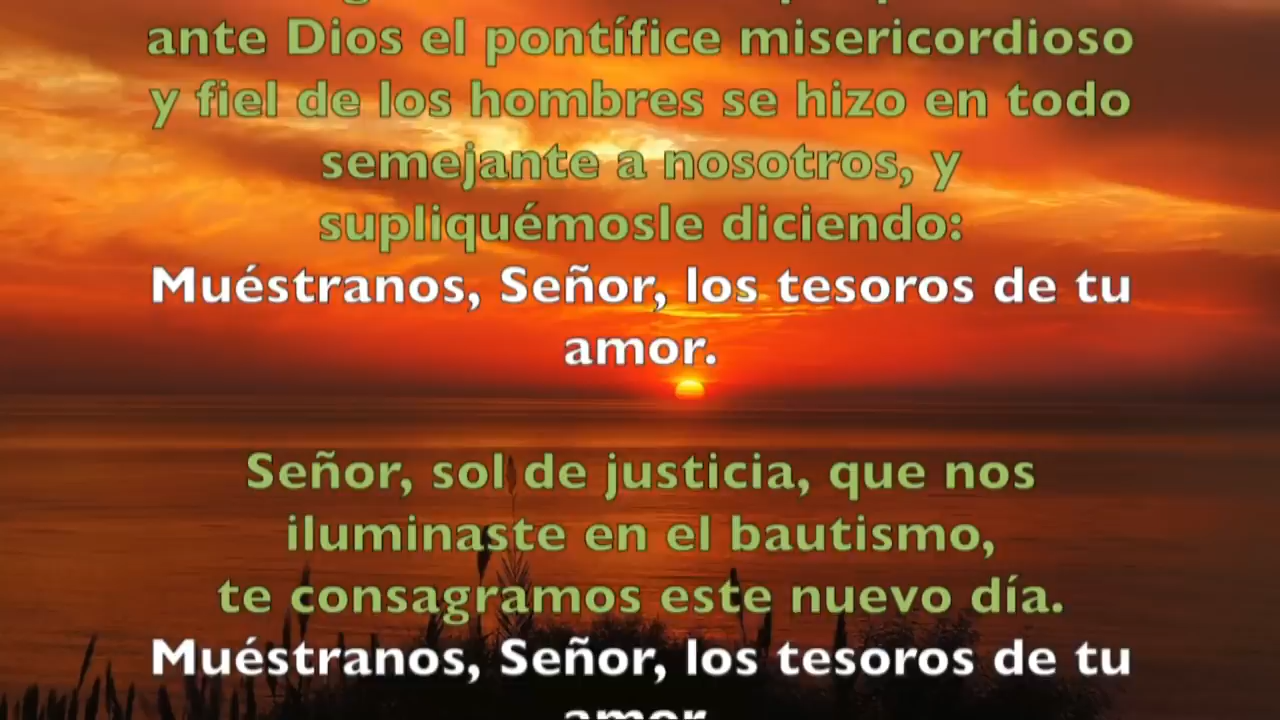 ante Dios el pontífice misericordioso
y fiel de los hombres se hizo en todo
semejante a nosotros, y
supliquémosle diciendo:
Muéstranos, Señor, los tesoros de tu
amor.
Señor, sol de justicia, que nos
iluminaste en el bautismo,
te consagramos este nuevo día.
Muéstranos, Señor, los tesoros de tu
amor.